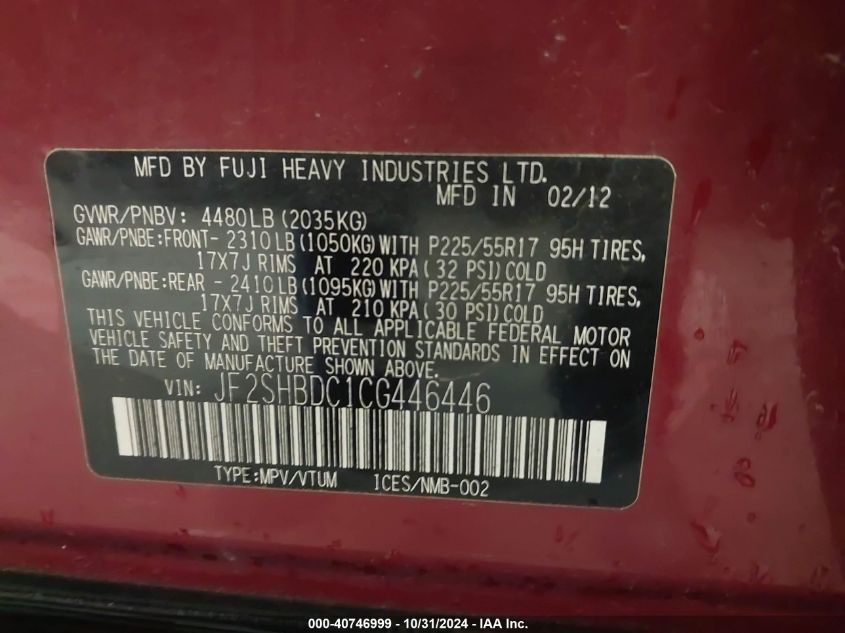 MFD BY FUJI HEAVY INDUSTRIES LTD.
MFD IN 02/12
GVWR/PNBV: 4480LB (2035KG)
GAWR/PNBE:FRONT- 2310LB (1050KG) WITH P225/55R17 95H TIRES,
17X7J RIMS AT 220 KPA ( 32 PSI) COLD
GAWR/PNBE:REAR - 2410LB (1095KG) WITH P225/55R17 95H TIRES,
17X7J RIMS AT 210 KPA ( 30 PSI) COLD
THIS VEHICLE CONFORMS TO ALL APPLICABLE FEDERAL MOTOR
VEHICLE SAFETY AND THEFT PREVENTION STANDARDS IN EFFECT ON
THE DATE OF MANUFACTURE SHOWN ABOVE.
VIN: JF2SHBDC1CG446446
TYPE:MPV/VTUM ICES/NMB-002
000-40746999 - 10/31/2024 - IAA Inc.